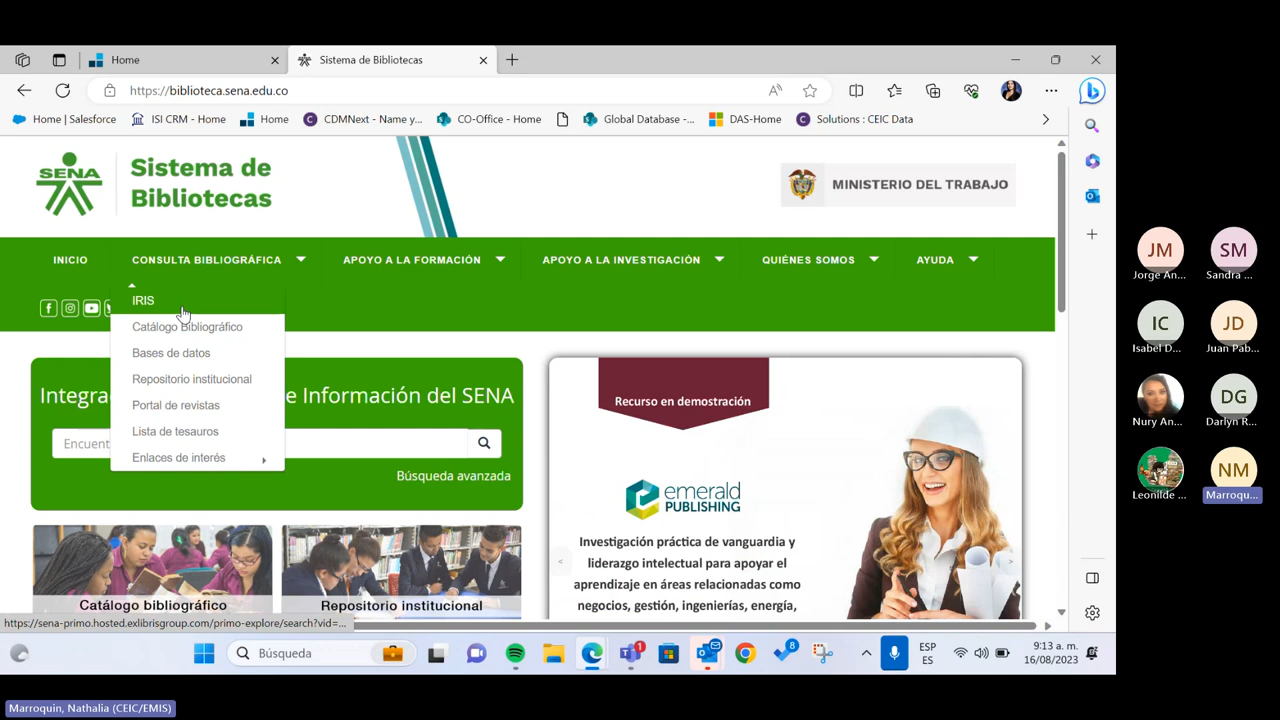 Home
Sistema de Bibliotecas
https://biblioteca.sena.edu.co
Home | Salesforce
ISI CRM - Home
Home
CDMNext - Name y...
CO-Office - Home
Global Database -...
DAS-Home
Solutions : CEIC Data
SENA
Sistema de
Bibliotecas
MINISTERIO DEL TRABAJO
INICIO
CONSULTA BIBLIOGRÁFICA
APOYO A LA FORMACIÓN
APOYO A LA INVESTIGACIÓN
QUIÉNES SOMOS
AYUDA
IRIS
Catálogo Bibliográfico
Bases de datos
Repositorio institucional
Portal de revistas
Lista de tesauros
Enlaces de interés
Integra
e Información del SENA
Encuent
Búsqueda avanzada
Catálogo bibliográfico
Repositorio institucional
Recurso en demostración
emerald
PUBLISHING
Investigación práctica de vanguardia y
liderazgo intelectual para apoyar el
aprendizaje en áreas relacionadas como
negocios, gestión, ingenierías, energía,
https://sena-primo.hosted.exlibrisgroup.com/primo-explore/search?vid=...
Búsqueda
1
8
ESP
ES
9:13 a. m.
16/08/2023
JM
Jorge An...
SM
Sandra ...
IC
Isabel D...
JD
Juan Pab...
Nury An...
DG
Darlyn R...
Leonilde ...
NM
Marroqu...
Marroquin, Nathalia (CEIC/EMIS)